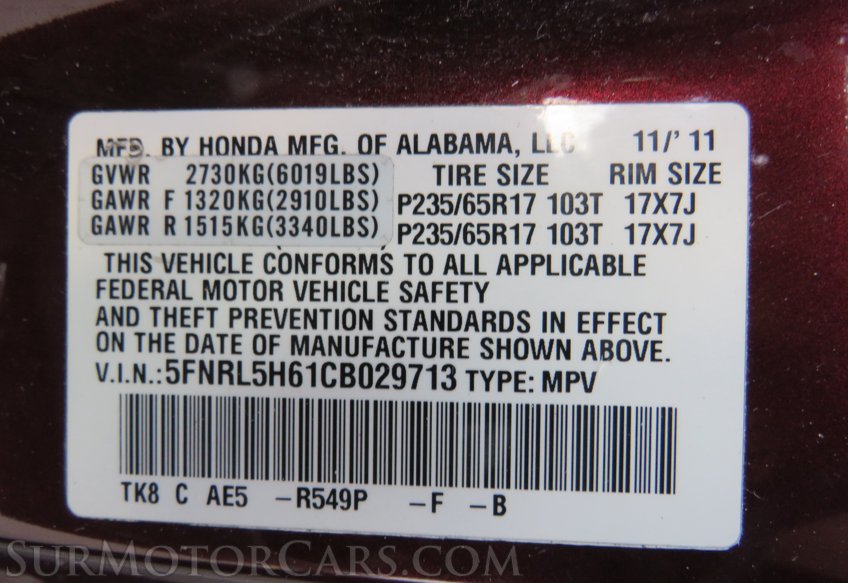 MFD. BY HONDA MFG. OF ALABAMA, LLC 11/'11
GVWR 2730KG(6019LBS) TIRE SIZE RIM SIZE
GAWR F 1320KG(2910LBS) P235/65R17 103T 17X7J
GAWR R 1515KG(3340LBS) P235/65R17 103T 17X7J
THIS VEHICLE CONFORMS TO ALL APPLICABLE
FEDERAL MOTOR VEHICLE SAFETY
AND THEFT PREVENTION STANDARDS IN EFFECT
ON THE DATE OF MANUFACTURE SHOWN ABOVE.
V.I.N.:5FNRL5H61CB029713 TYPE: MPV
TK8 C AE5 -R549P -F -B
SURMOTORCARS.COM